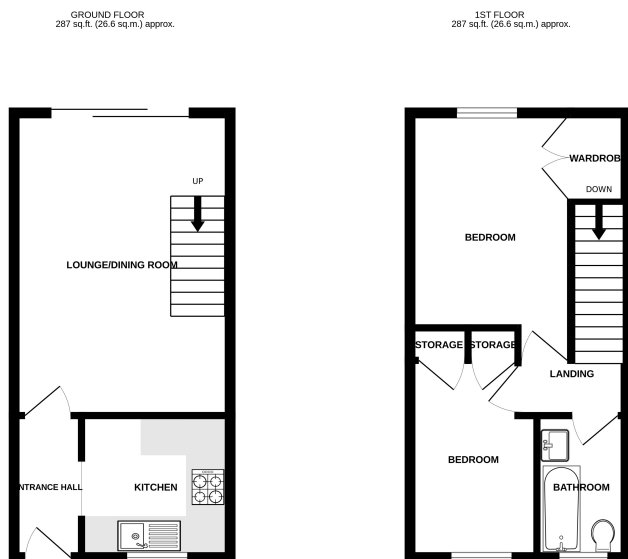 GROUND FLOOR
287 sq.ft. (26.6 sq.m.) approx.
UP
LOUNGE/DINING ROOM
NTRANCE HALL
KITCHEN
1ST FLOOR
287 sq.ft. (26.6 sq.m.) approx.
WARDROB
DOWN
BEDROOM
STORAGE
STORAGE
LANDING
BEDROOM
BATHROOM